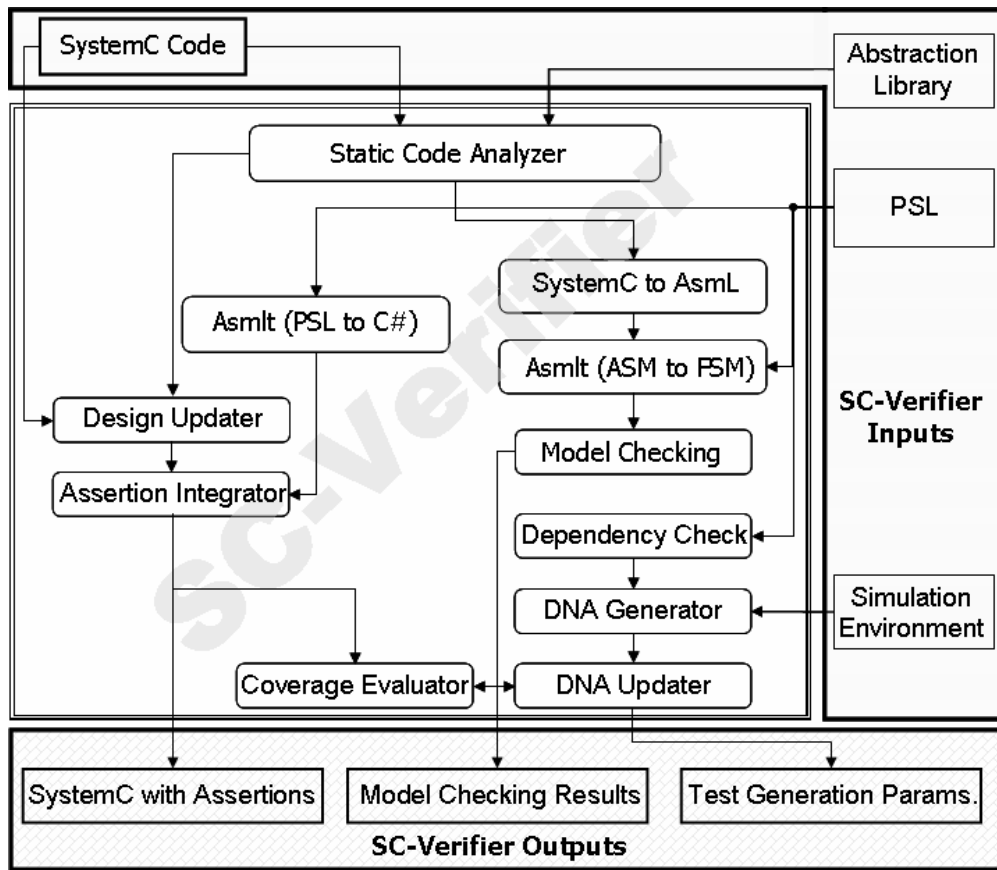 SystemC Code
Abstraction
Library
Static Code Analyzer
PSL
SystemC to AsmL
Asmlt (PSL to C#)
Asmlt (ASM to FSM)
Design Updater
SC-Verifier
Inputs
Model Checking
Assertion Integrator
Dependency Check
DNA Generator
Simulation
Environment
Coverage Evaluator
DNA Updater
SC-Verifier
SystemC with Assertions
Model Checking Results
Test Generation Params.
SC-Verifier Outputs